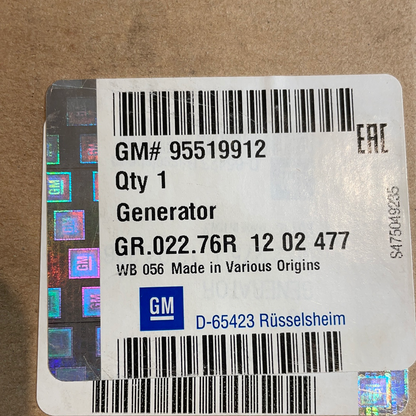 GM# 95519912
EAC
Qty 1
Generator
GR.022.76R 12 02 477
WB 056 Made in Various Origins
GM
D-65423 Rüsselsheim
S475049235